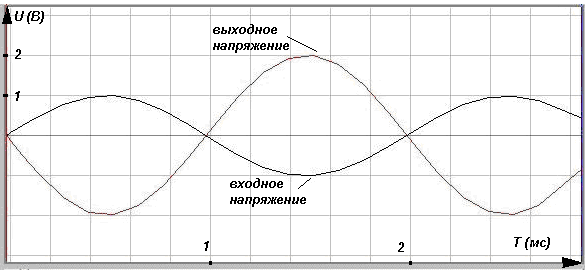 U (В)
выходное
напряжение
2
1
входное
напряжение
1
2
T (мс)